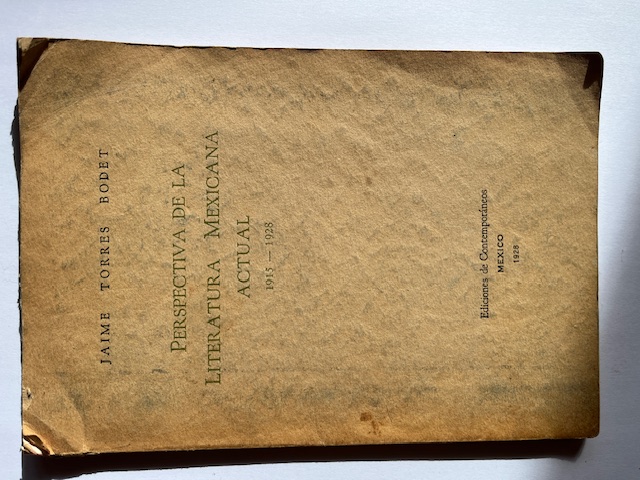 JAIME TORRES BODET
PERSPECTIVA DE LA
LITERATURA MEXICANA
ACTUAL
1915 — 1928
Ediciones de Contemporáneos
MEXICO
1928